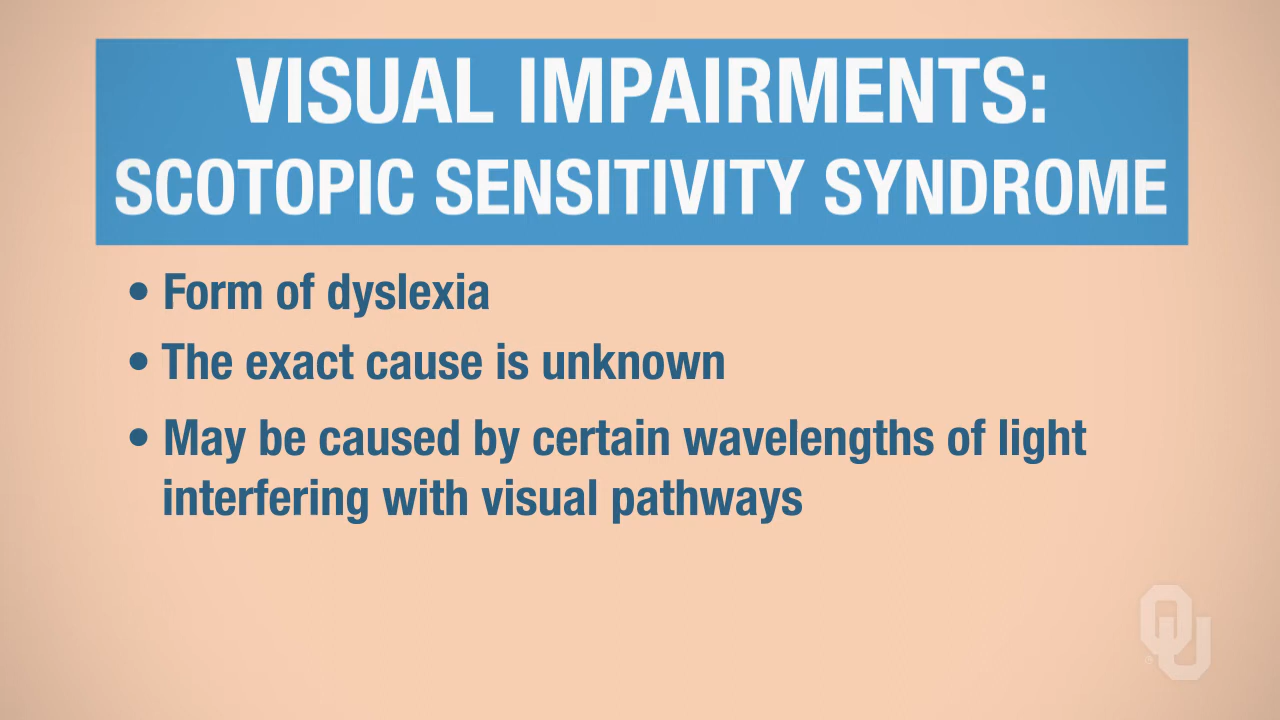 VISUAL IMPAIRMENTS:
SCOTOPIC SENSITIVITY SYNDROME
• Form of dyslexia
• The exact cause is unknown
• May be caused by certain wavelengths of light
interfering with visual pathways
OU